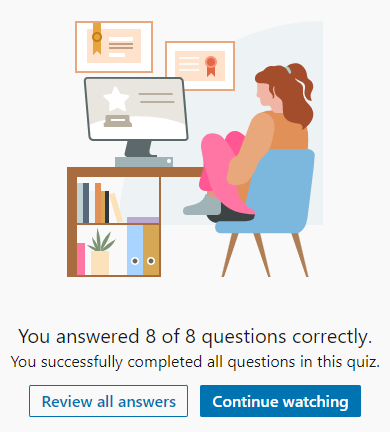 You answered 8 of 8 questions correctly.
You successfully completed all questions in this quiz.
Review all answers
Continue watching